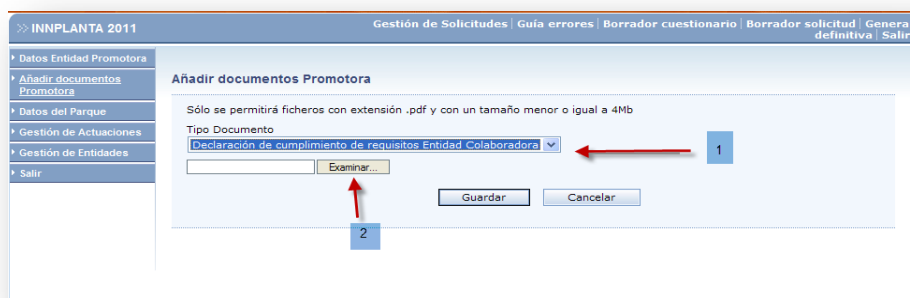 >> INNPLANTA 2011
Gestión de Solicitudes | Guía errores | Borrador cuestionario | Borrador solicitud | Genera
definitiva | Salir
Datos Entidad Promotora
Añadir documentos
Promotora
Datos del Parque
Gestión de Actuaciones
Gestión de Entidades
Salir
Añadir documentos Promotora
Sólo se permitirá ficheros con extensión .pdf y con un tamaño menor o igual a 4Mb
Tipo Documento
Declaración de cumplimiento de requisitos Entidad Colaboradora
1
Examinar...
Guardar Cancelar
2